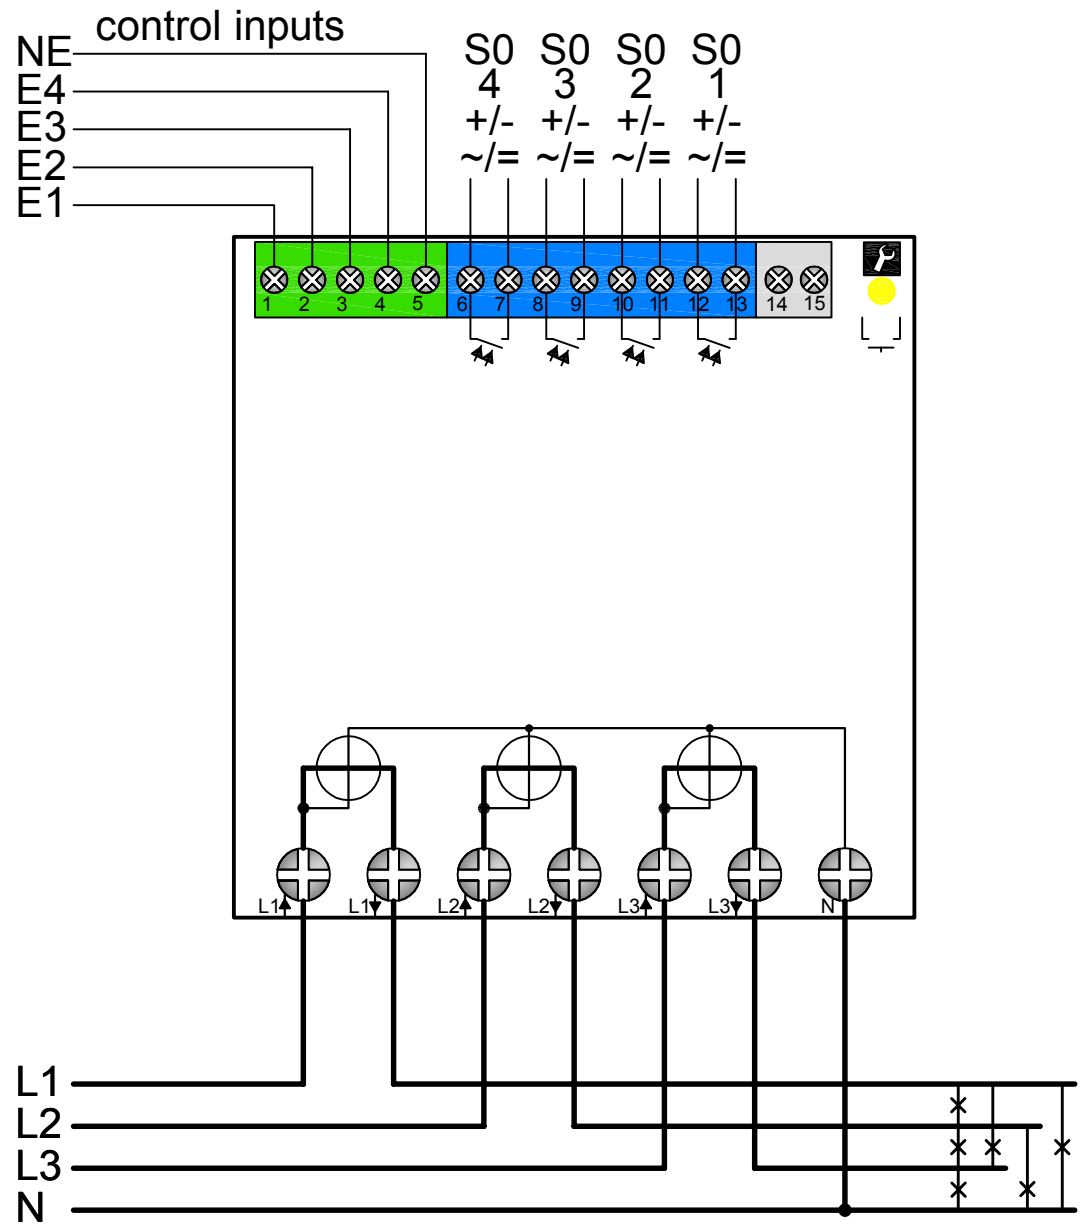 control inputs
NE
E4
E3
E2
E1
S0 S0 S0 S0
4 3 2 1
+/- +/- +/- +/-
~/= ~/= ~/= ~/=
1 2 3 4 5 6 7 8 9 10 11 12 13 14 15
L1 L1 L2 L2 L3 L3 N
L1
L2
L3
N